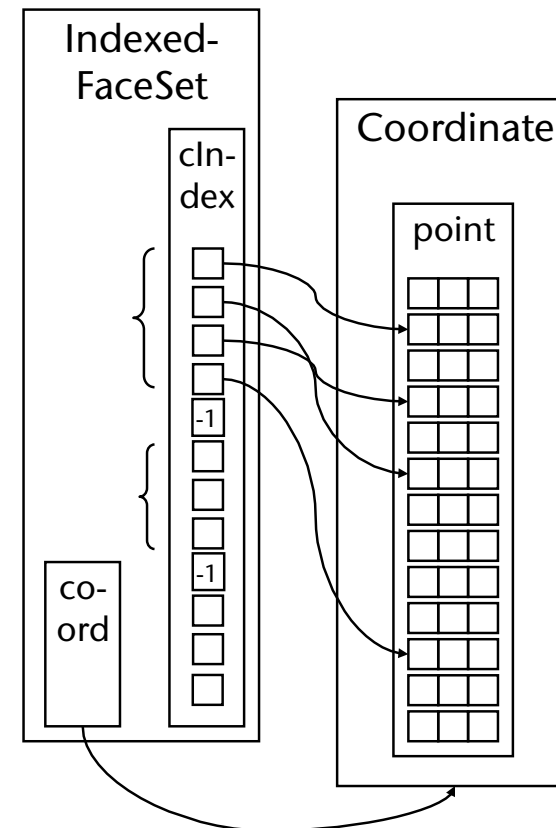 Indexed-
FaceSet
cIn-
dex
-1
-1
co-
ord
Coordinate
point